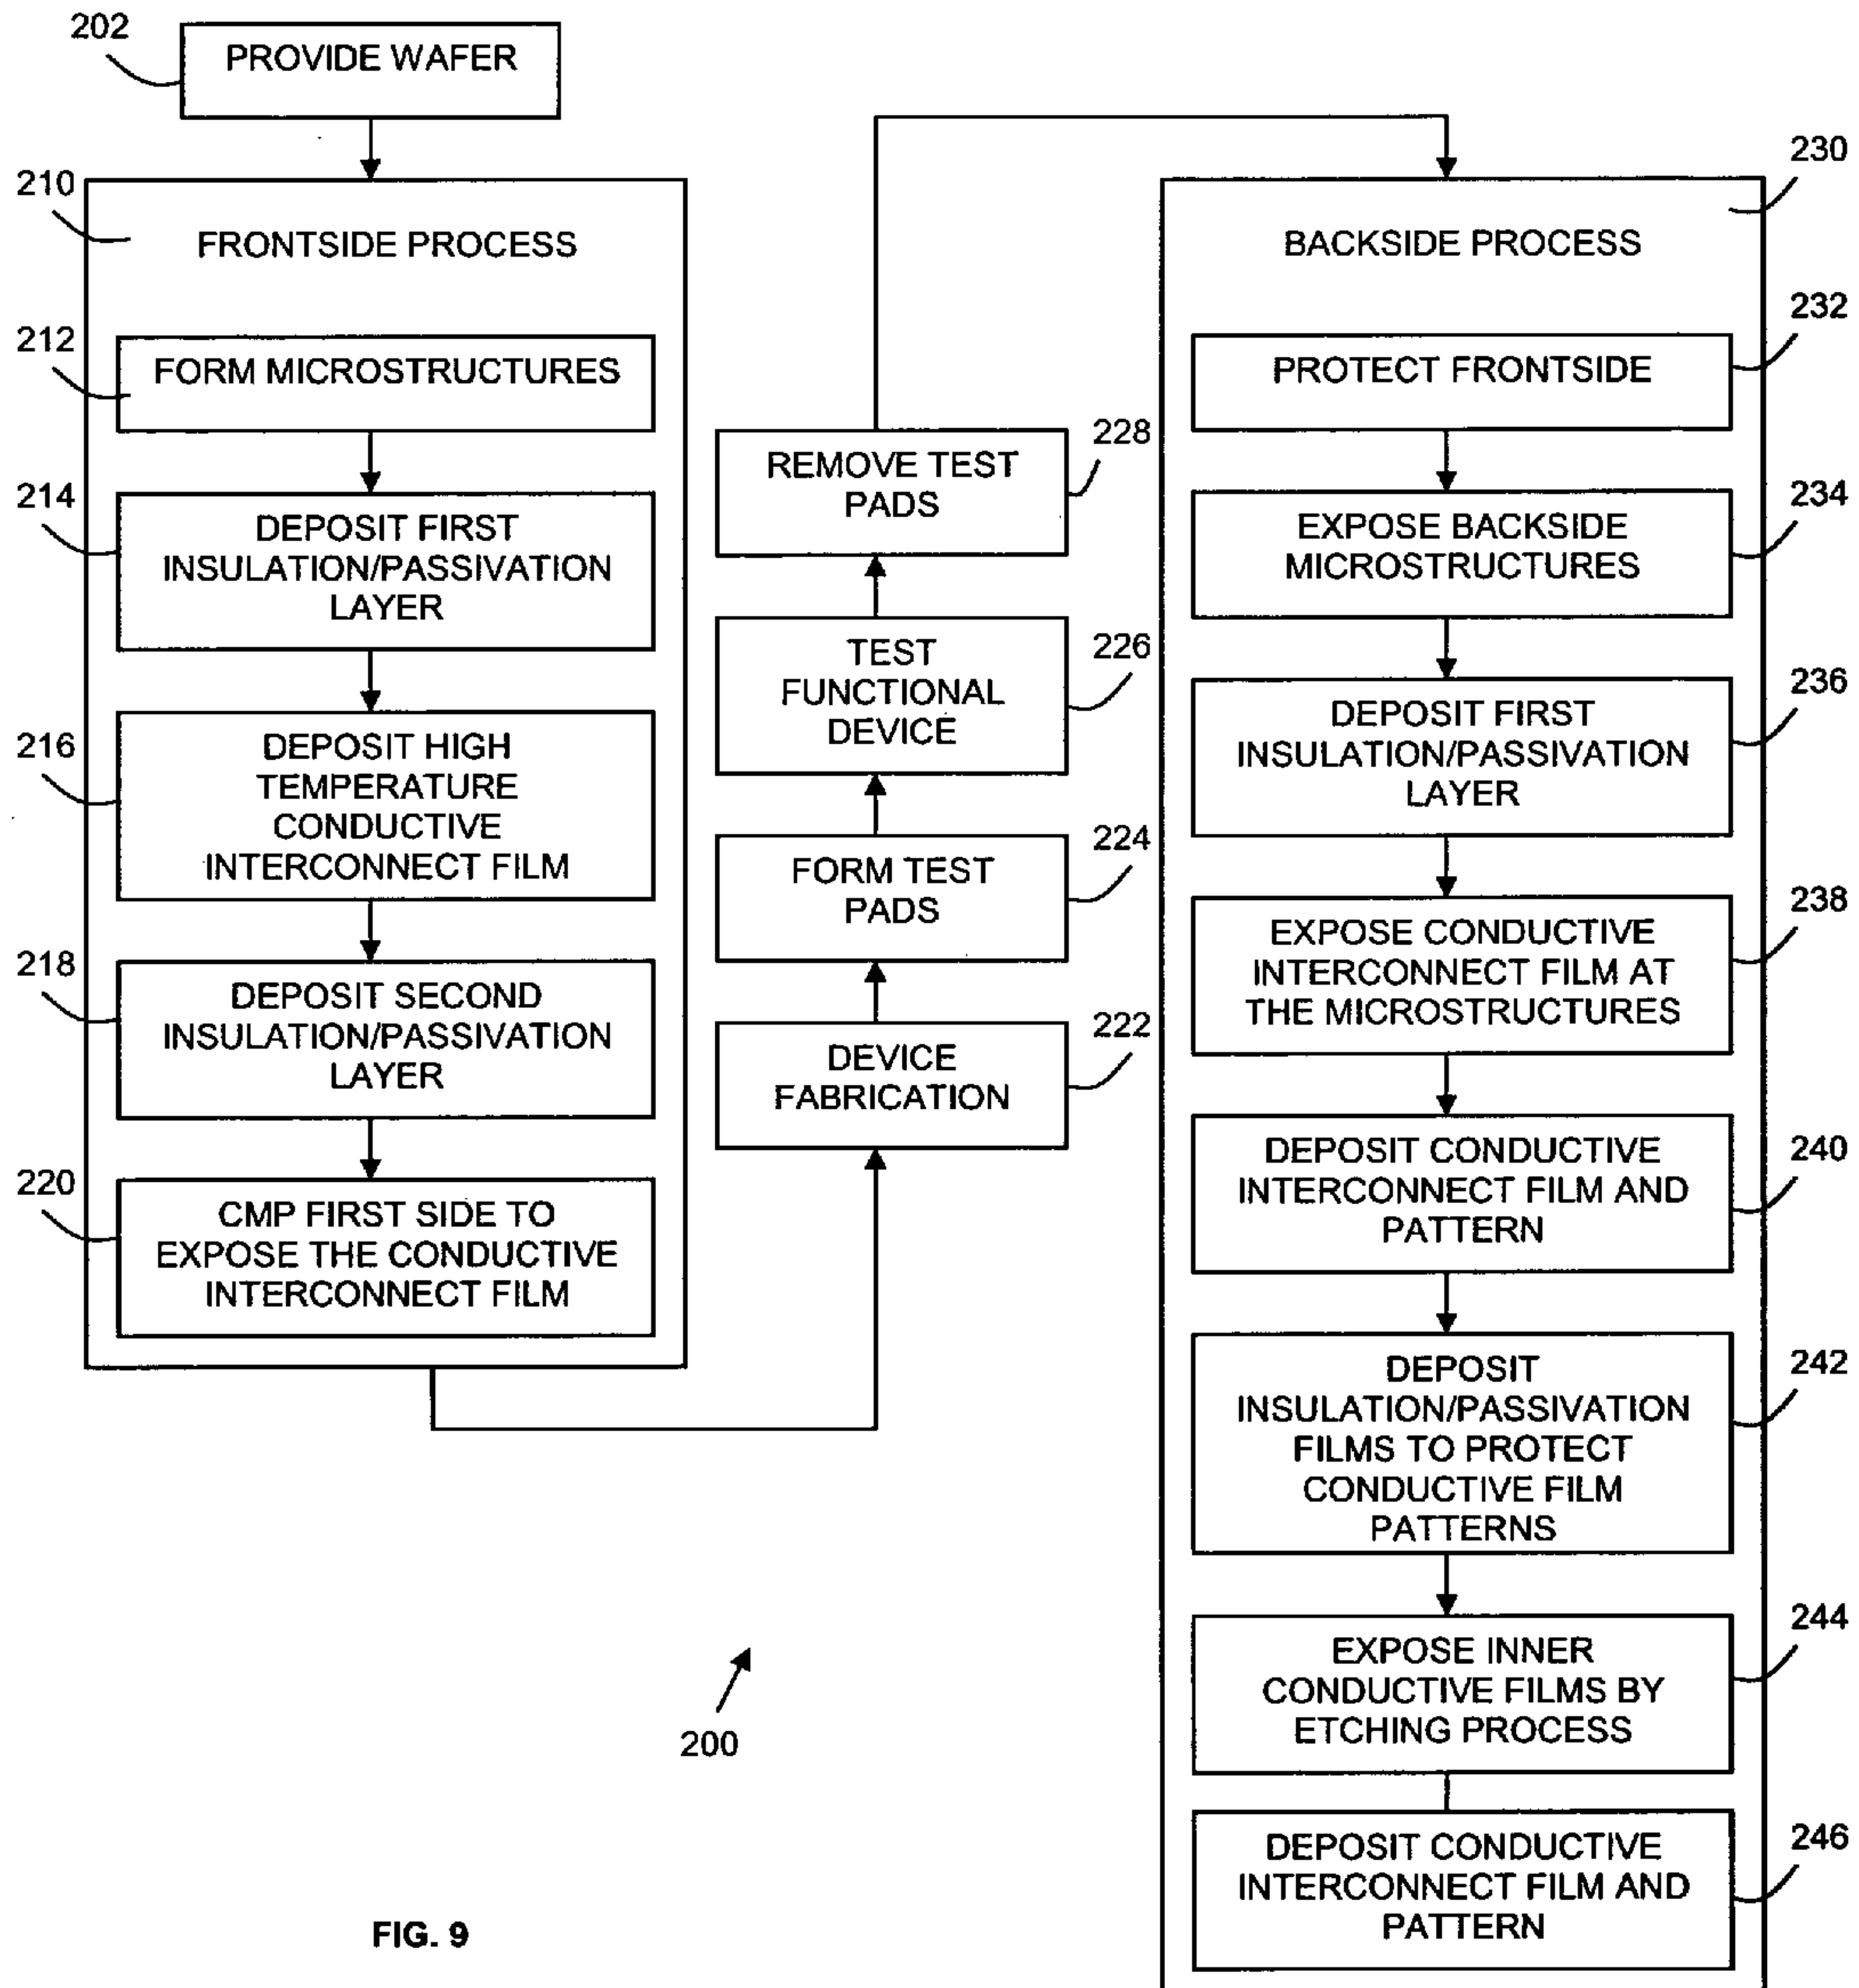 202
PROVIDE WAFER
210
FRONTSIDE PROCESS
212
FORM MICROSTRUCTURES
214
DEPOSIT FIRST
INSULATION/PASSIVATION
LAYER
216
DEPOSIT HIGH
TEMPERATURE
CONDUCTIVE
INTERCONNECT FILM
218
DEPOSIT SECOND
INSULATION/PASSIVATION
LAYER
220
CMP FIRST SIDE TO
EXPOSE THE CONDUCTIVE
INTERCONNECT FILM
222
DEVICE
FABRICATION
224
FORM TEST
PADS
226
TEST
FUNCTIONAL
DEVICE
228
REMOVE TEST
PADS
230
BACKSIDE PROCESS
232
PROTECT FRONTSIDE
234
EXPOSE BACKSIDE
MICROSTRUCTURES
236
DEPOSIT FIRST
INSULATION/PASSIVATION
LAYER
238
EXPOSE CONDUCTIVE
INTERCONNECT FILM AT
THE MICROSTRUCTURES
240
DEPOSIT CONDUCTIVE
INTERCONNECT FILM AND
PATTERN
242
DEPOSIT
INSULATION/PASSIVATION
FILMS TO PROTECT
CONDUCTIVE FILM
PATTERNS
244
EXPOSE INNER
CONDUCTIVE FILMS BY
ETCHING PROCESS
246
DEPOSIT CONDUCTIVE
INTERCONNECT FILM AND
PATTERN
200
FIG. 9